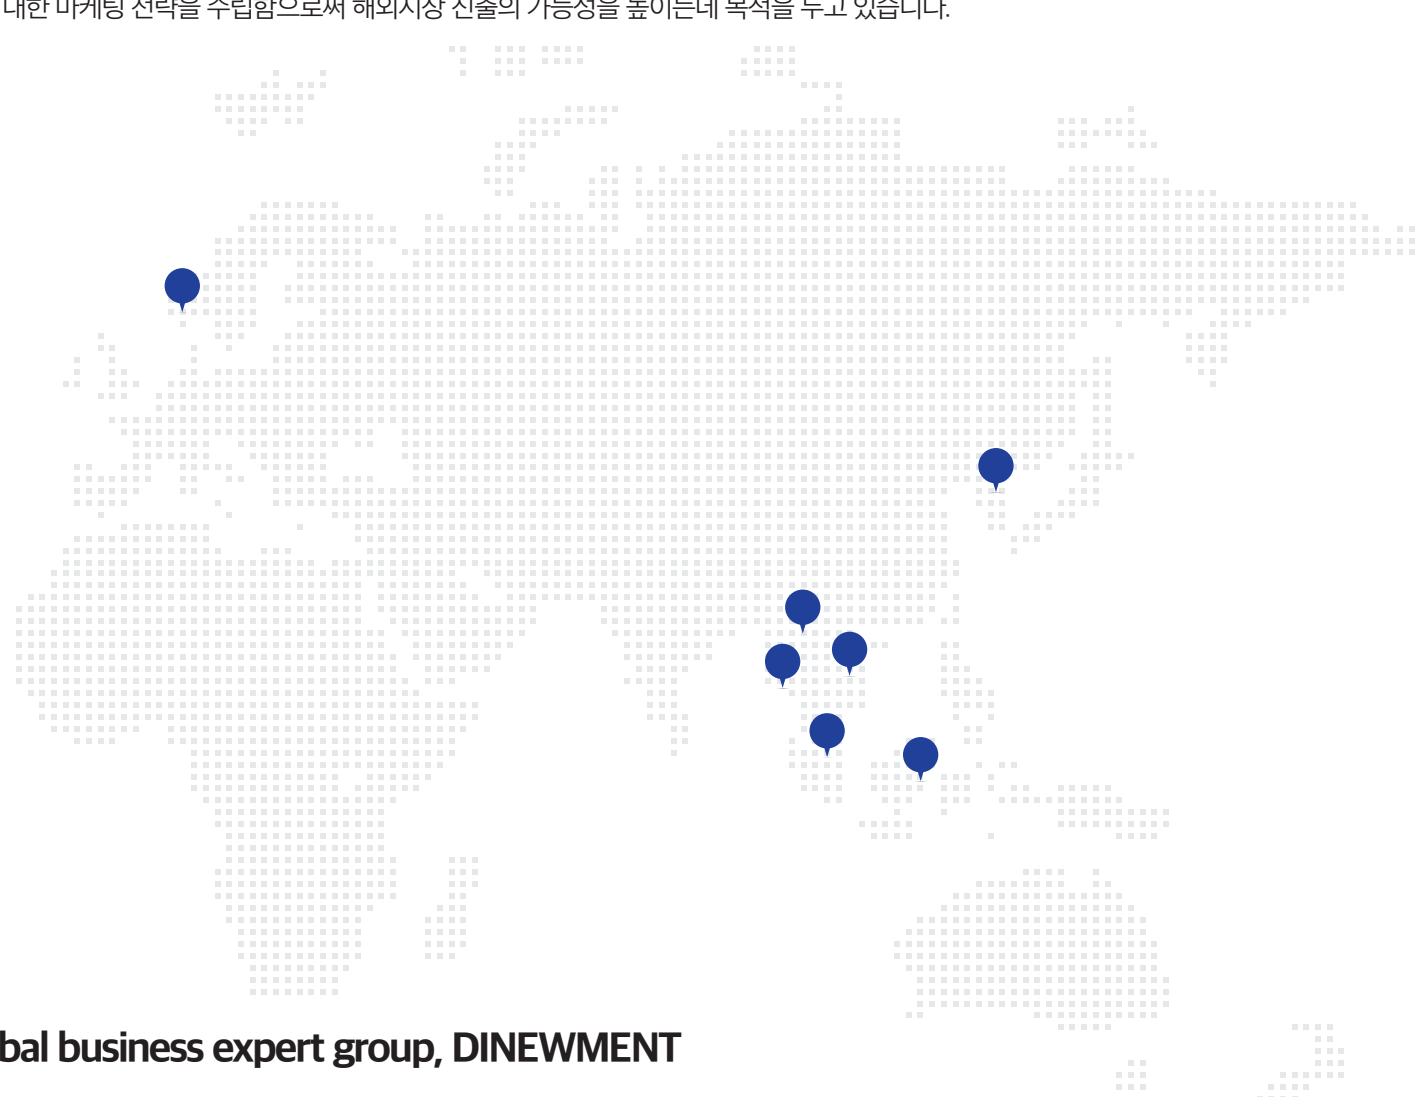 대한 마케팅 전략을 수립함으로써 해외시장 진출의 가능성을 높이는데 목적을 두고 있습니다.
bal business expert group, DINEWMENT